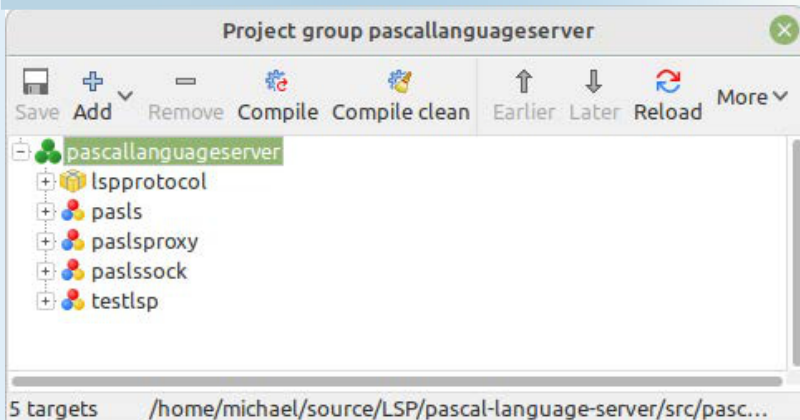 Project group pascallanguageserver
Save Add Remove Compile Compile clean Earlier Later Reload More
pascallanguageserver
lspprotocol
pasls
paslsproxy
paslssock
testlsp
5 targets /home/michael/source/LSP/pascal-language-server/src/pasc...